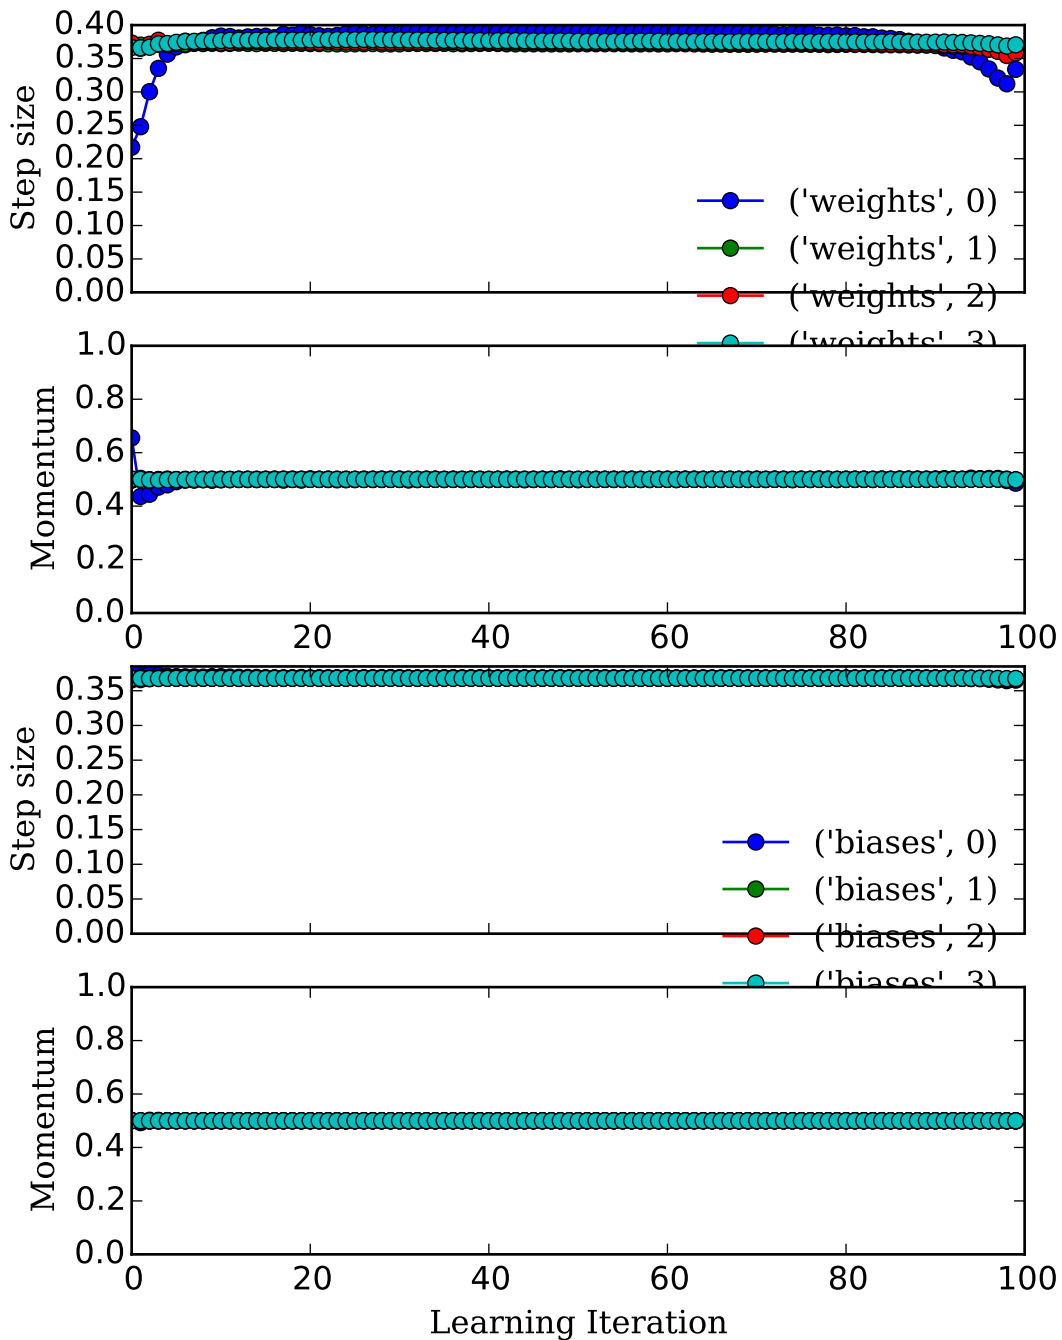 0.40
0.35
0.30
0.25
0.20
0.15
0.10
0.05
0.00
Step size
('weights', 0)
('weights', 1)
('weights', 2)
('weights', 3)
1.0
0.8
0.6
0.4
0.2
0.0
Momentum
0 20 40 60 80 100
0.35
0.30
0.25
0.20
0.15
0.10
0.05
0.00
Step size
('biases', 0)
('biases', 1)
('biases', 2)
('biases', 3)
1.0
0.8
0.6
0.4
0.2
0.0
Momentum
0 20 40 60 80 100
Learning Iteration